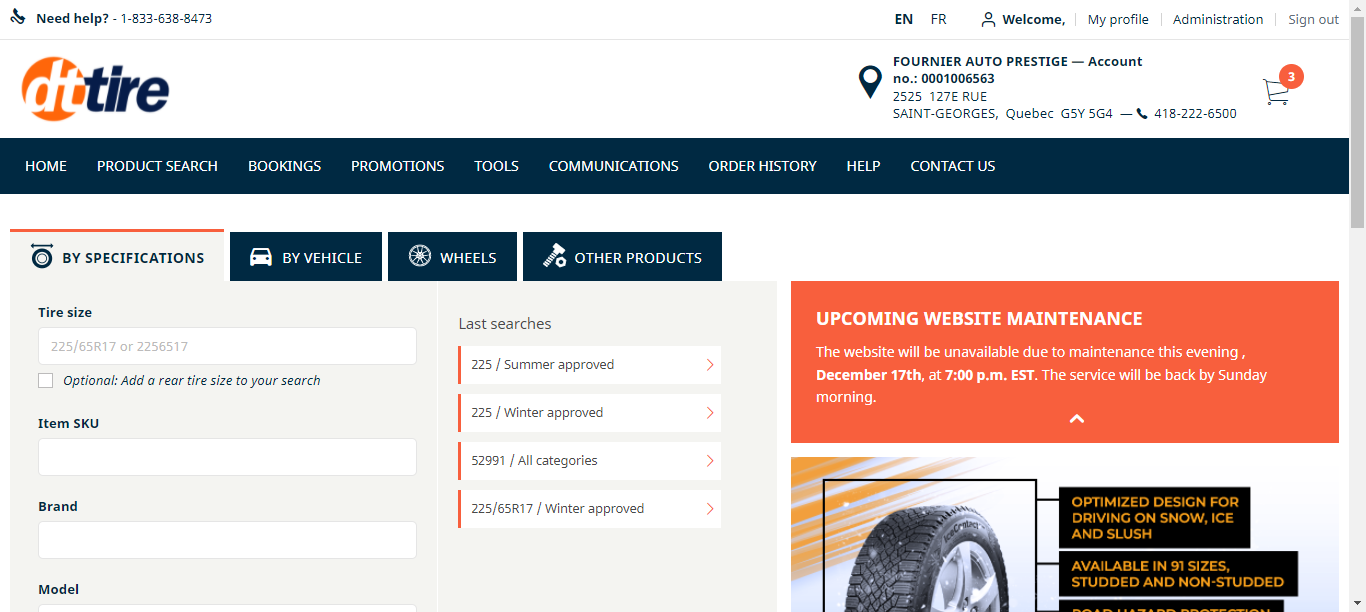 Need help? - 1-833-638-8473
EN FR Welcome, My profile Administration Sign out
dttire
FOURNIER AUTO PRESTIGE — Account
no.: 0001006563
2525 127E RUE
SAINT-GEORGES, Quebec G5Y 5G4 — 418-222-6500
3
HOME PRODUCT SEARCH BOOKINGS PROMOTIONS TOOLS COMMUNICATIONS ORDER HISTORY HELP CONTACT US
BY SPECIFICATIONS BY VEHICLE WHEELS OTHER PRODUCTS
Tire size
225/65R17 or 2256517
Optional: Add a rear tire size to your search
Item SKU
Brand
Model
Last searches
225 / Summer approved
225 / Winter approved
52991 / All categories
225/65R17 / Winter approved
UPCOMING WEBSITE MAINTENANCE
The website will be unavailable due to maintenance this evening ,
December 17th, at 7:00 p.m. EST. The service will be back by Sunday
morning.
OPTIMIZED DESIGN FOR
DRIVING ON SNOW, ICE
AND SLUSH
AVAILABLE IN 91 SIZES,
STUDDED AND NON-STUDDED
ROAD HAZARD PROTECTION